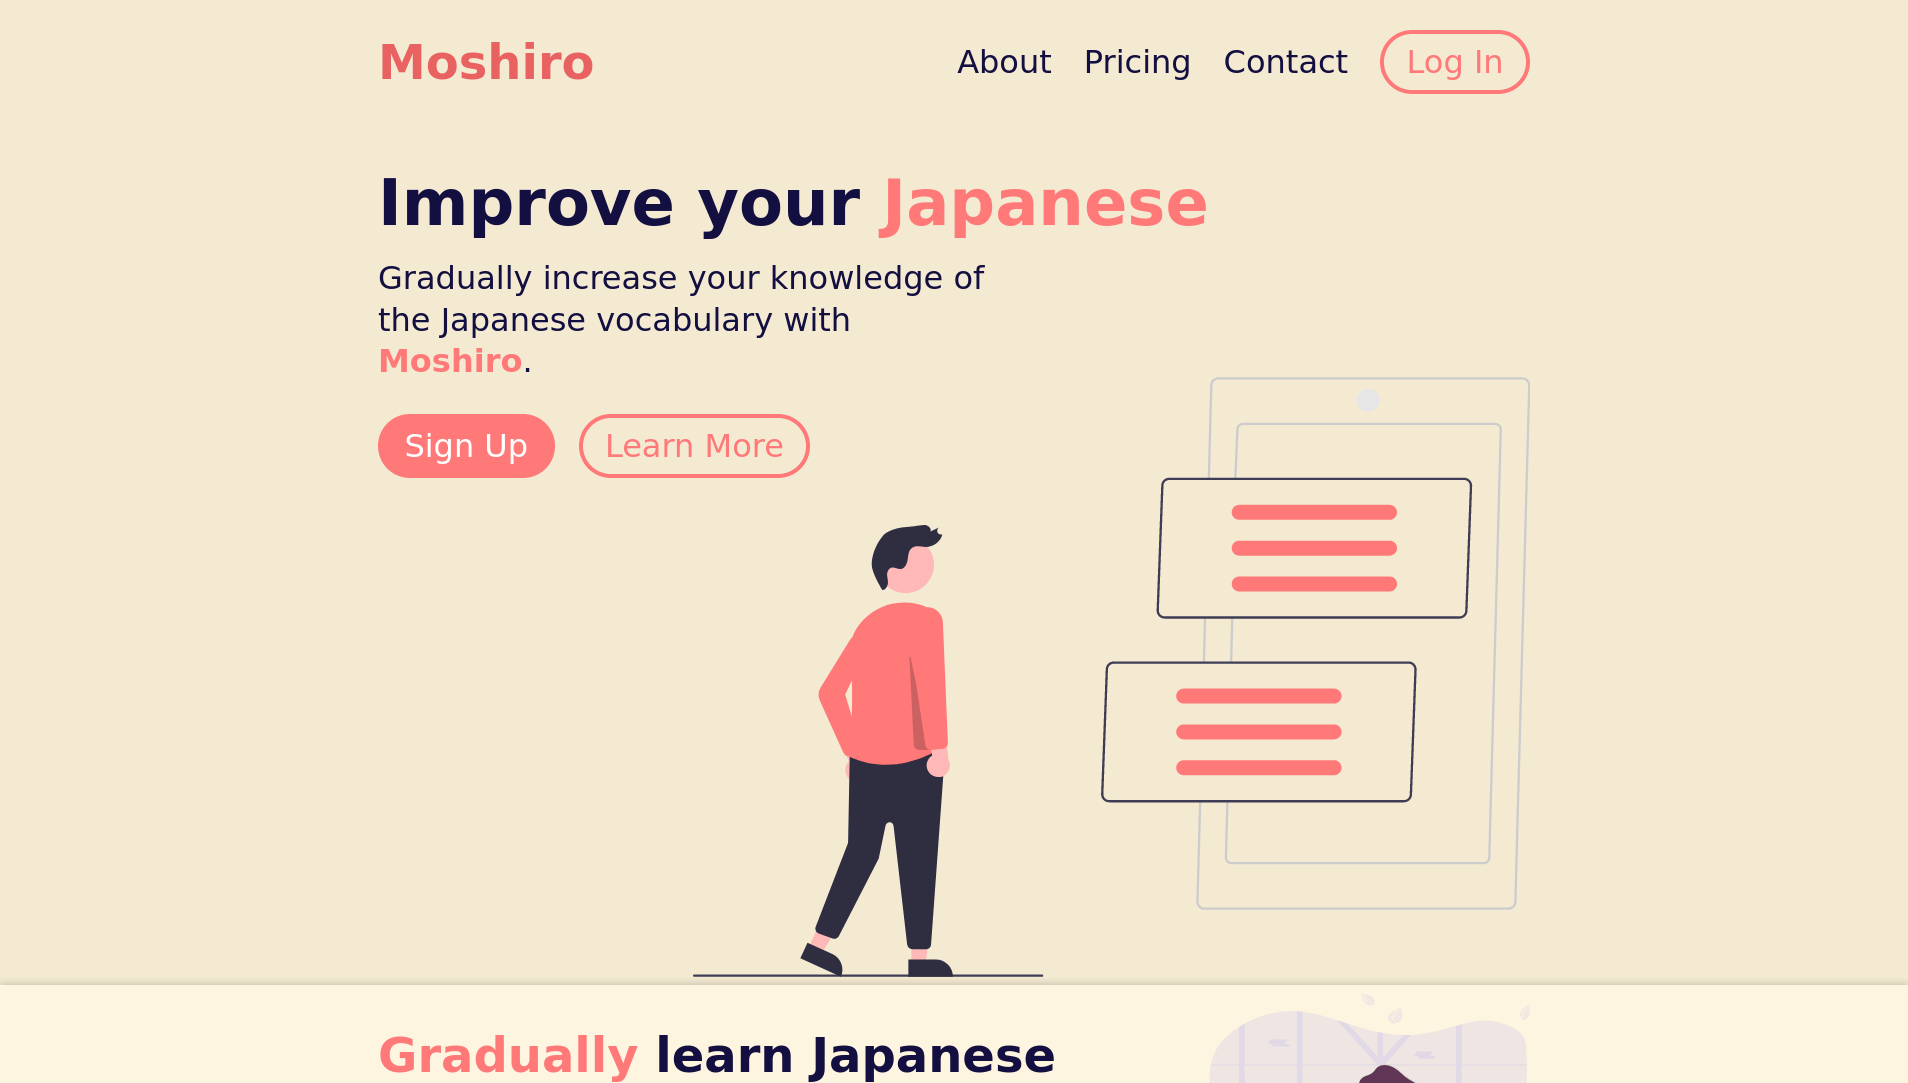 Moshiro
About Pricing Contact Log In
Improve your Japanese
Gradually increase your knowledge of
the Japanese vocabulary with
Moshiro.
Sign Up Learn More
Gradually learn Japanese